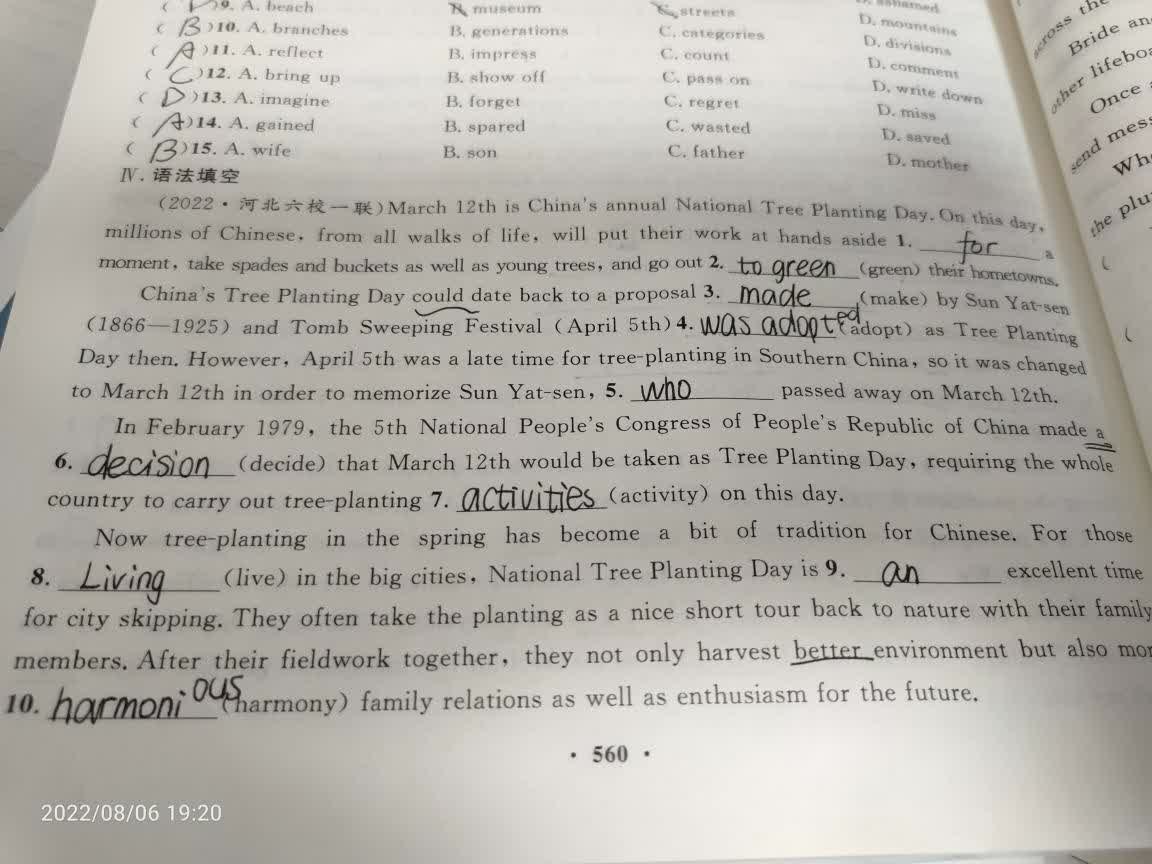 ( )9. A. beach B. museum C. streets D. ashamed
( B )10. A. branches B. generations C. categories D. mountains
( A )11. A. reflect B. impress C. count D. divisions
( C )12. A. bring up B. show off C. pass on D. comment
( D )13. A. imagine B. forget C. regret D. write down
( A )14. A. gained B. spared C. wasted D. miss
( B )15. A. wife B. son C. father D. saved
D. mother
Ⅳ. 语法填空
(2022·河北六校一联)March 12th is China's annual National Tree Planting Day. On this day,
millions of Chinese, from all walks of life, will put their work at hands aside 1. for a
moment, take spades and buckets as well as young trees, and go out 2. to green (green) their hometowns.
China's Tree Planting Day could date back to a proposal 3. made (make) by Sun Yat-sen
(1866—1925) and Tomb Sweeping Festival (April 5th) 4. was adopted (adopt) as Tree Planting
Day then. However, April 5th was a late time for tree-planting in Southern China, so it was changed
to March 12th in order to memorize Sun Yat-sen, 5. who passed away on March 12th.
In February 1979, the 5th National People's Congress of People's Republic of China made a
6. decision (decide) that March 12th would be taken as Tree Planting Day, requiring the whole
country to carry out tree-planting 7. activities (activity) on this day.
Now tree-planting in the spring has become a bit of tradition for Chinese. For those
8. Living (live) in the big cities, National Tree Planting Day is 9. an excellent time
for city skipping. They often take the planting as a nice short tour back to nature with their family
members. After their fieldwork together, they not only harvest better environment but also mor
10. harmonious (harmony) family relations as well as enthusiasm for the future.
· 560 ·
2022/08/06 19:20
across the
Bride an
other lifeboa
Once
send mess
Wh
the plu
(
(